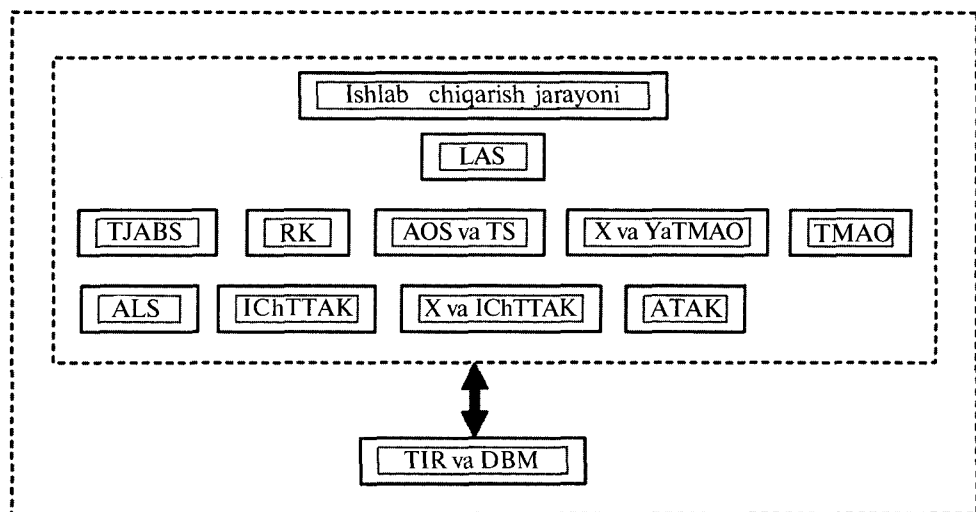 Ishlab chiqarish jarayoni
LAS
TJABS RK AOS va TS X va YaTMAO TMAO
ALS IChTTAK X va IChTTAK ATAK
TIR va DBM